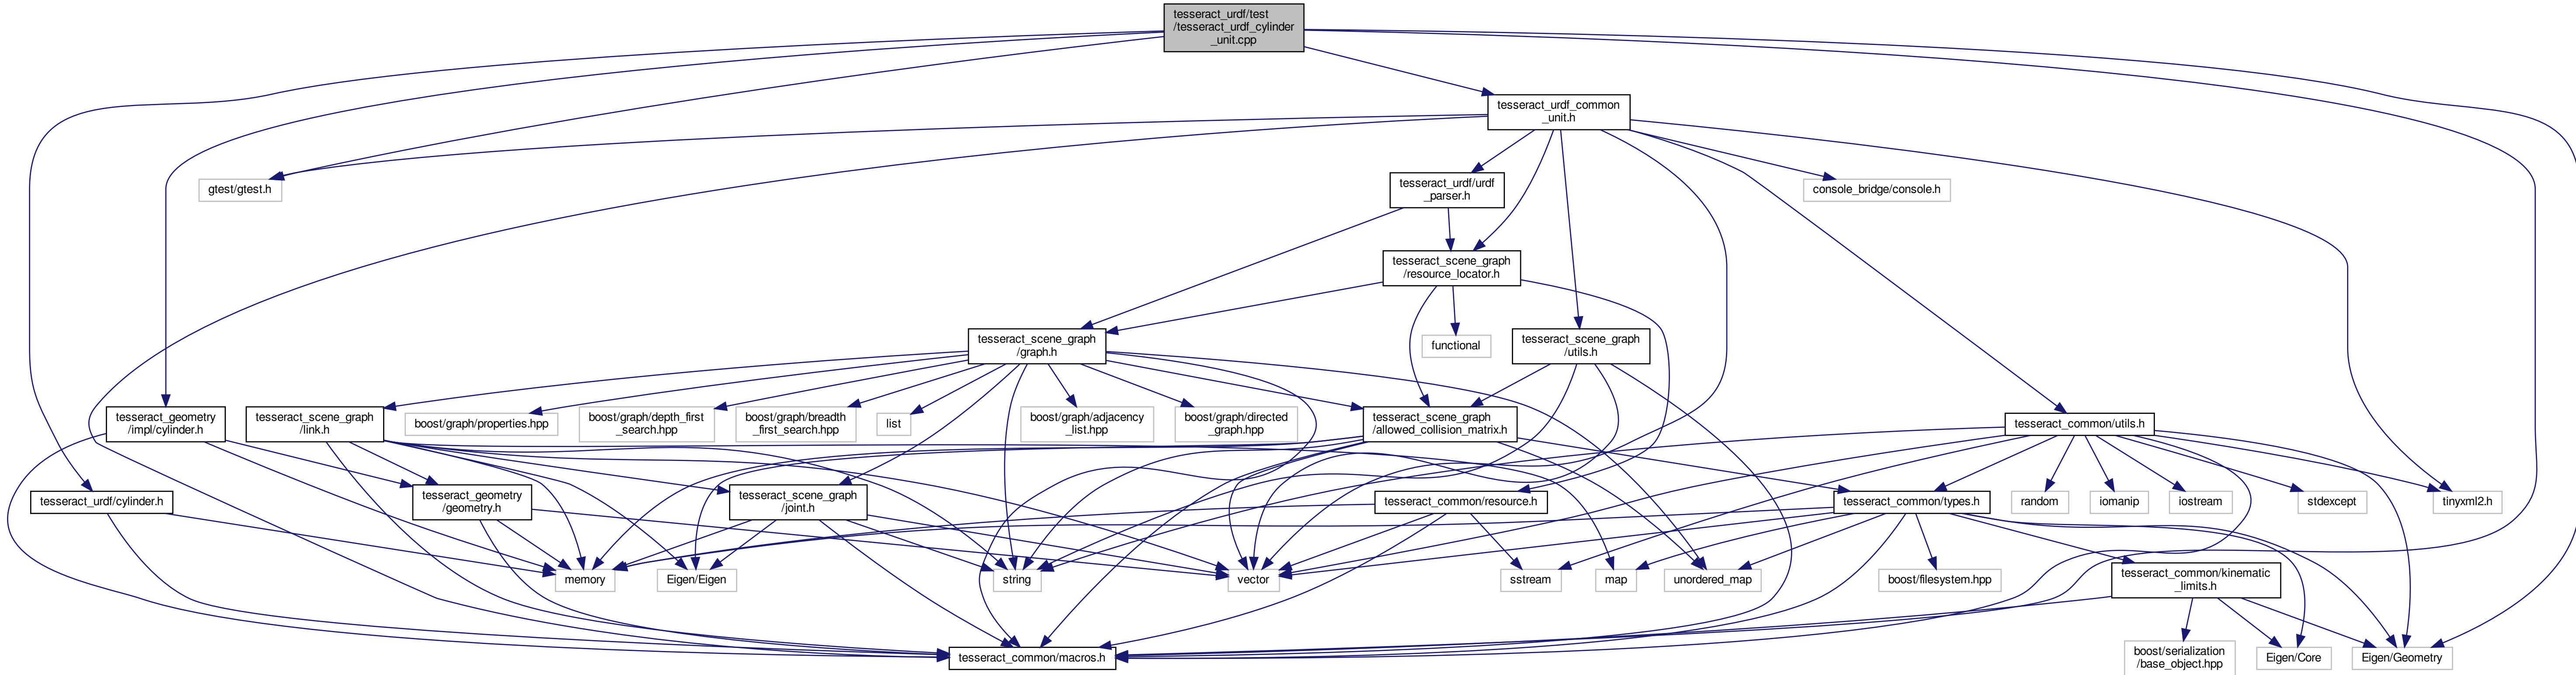 tesseract_urdf/test
/tesseract_urdf_cylinder
_unit.cpp
tesseract_urdf_common
_unit.h
gtest/gtest.h
tesseract_urdf/urdf
_parser.h
console_bridge/console.h
tesseract_scene_graph
/resource_locator.h
tesseract_scene_graph
/graph.h
functional
tesseract_scene_graph
/utils.h
tesseract_geometry
/impl/cylinder.h
tesseract_scene_graph
/link.h
boost/graph/properties.hpp
boost/graph/depth_first
_search.hpp
boost/graph/breadth
_first_search.hpp
list
boost/graph/adjacency
_list.hpp
boost/graph/directed
_graph.hpp
tesseract_scene_graph
/allowed_collision_matrix.h
tesseract_common/utils.h
tesseract_urdf/cylinder.h
tesseract_geometry
/geometry.h
tesseract_scene_graph
/joint.h
tesseract_common/resource.h
tesseract_common/types.h
random
iomanip
iostream
stdexcept
tinyxml2.h
memory
Eigen/Eigen
string
vector
sstream
map
unordered_map
boost/filesystem.hpp
tesseract_common/kinematic
_limits.h
tesseract_common/macros.h
boost/serialization
/base_object.hpp
Eigen/Core
Eigen/Geometry